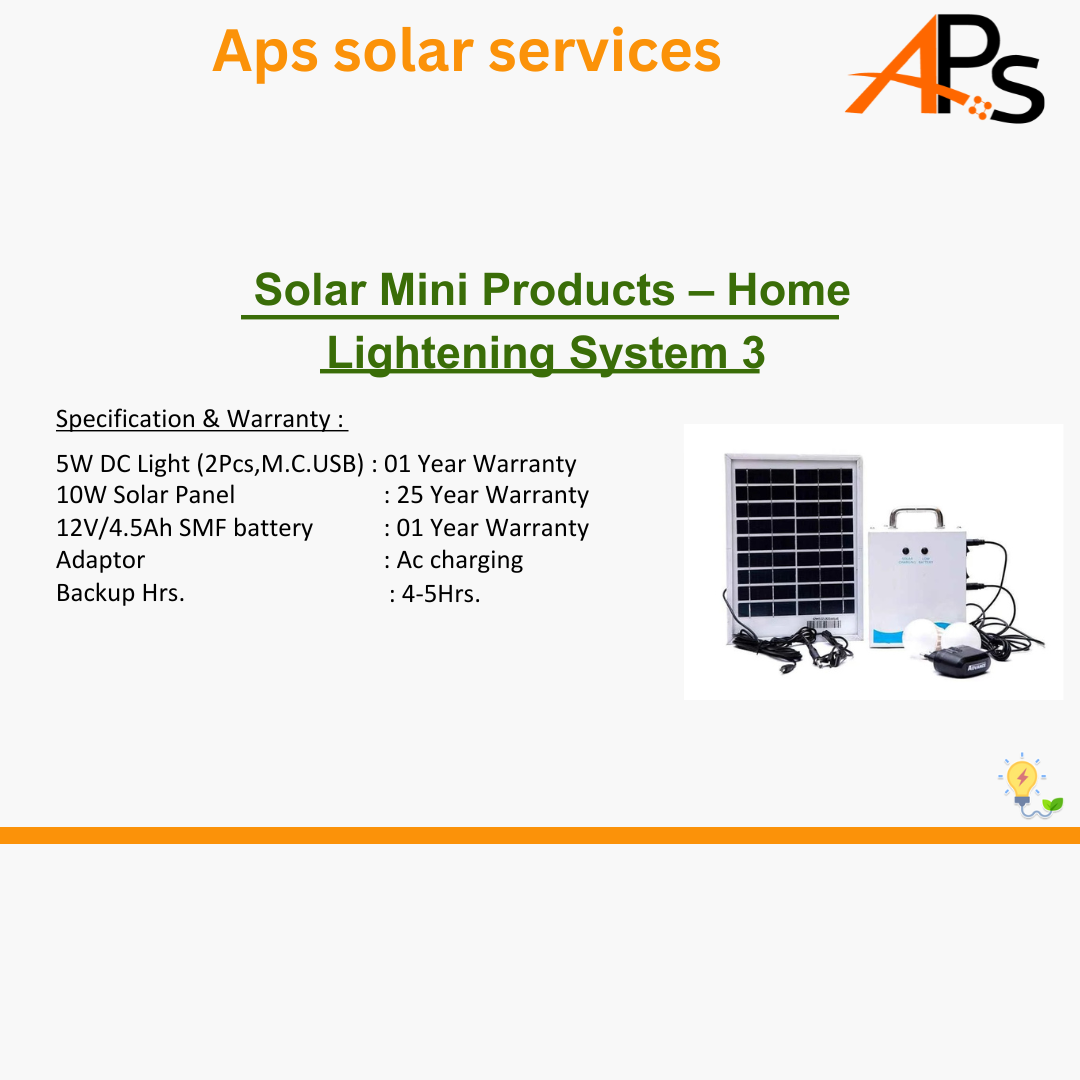 Aps solar services
APS
Solar Mini Products – Home
Lightening System 3
Specification & Warranty :
5W DC Light (2Pcs,M.C.USB) : 01 Year Warranty
10W Solar Panel : 25 Year Warranty
12V/4.5Ah SMF battery : 01 Year Warranty
Adaptor : Ac charging
Backup Hrs. : 4-5Hrs.